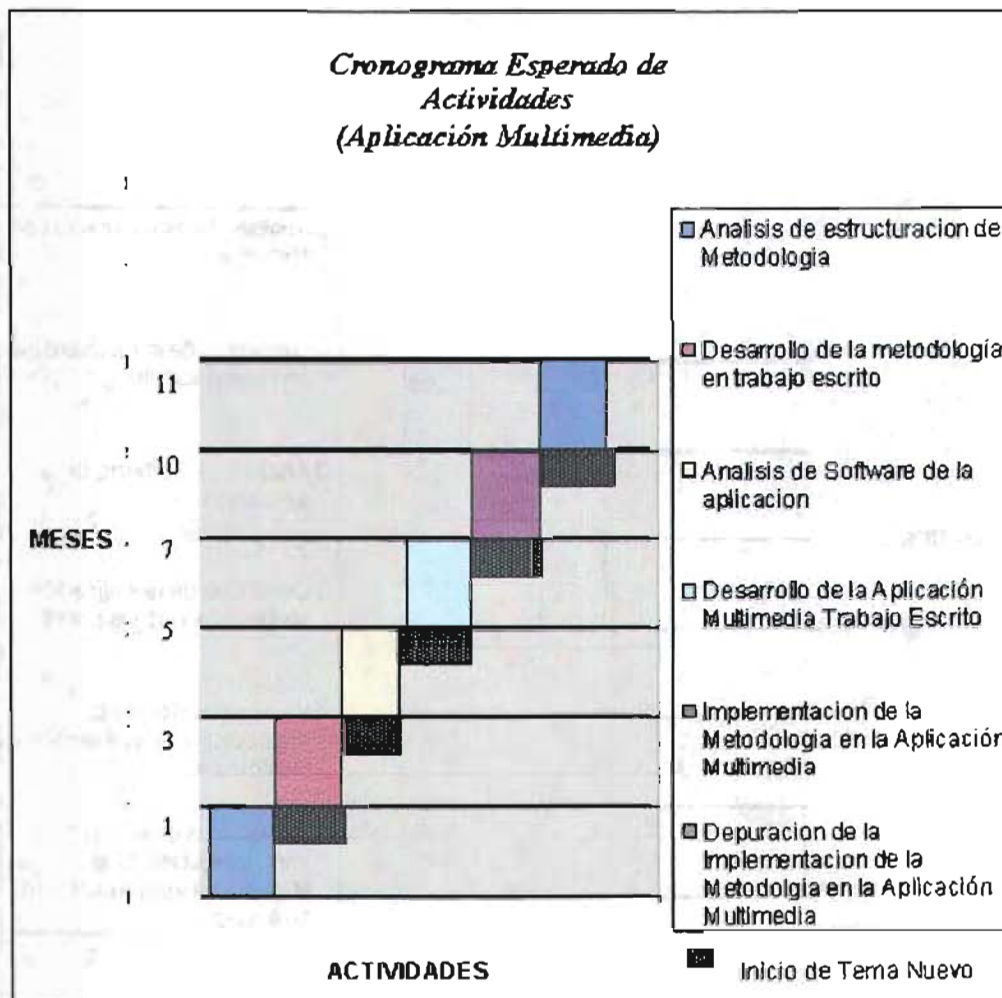 Cronograma Esperado de
Actividades
(Aplicación Multimedia)
11
10
MESES
7
5
3
1
ACTIVIDADES
Analisis de estructuracion de
Metodologia
Desarrollo de la metodología
en trabajo escrito
Analisis de Software de la
aplicacion
Desarrollo de la Aplicación
Multimedia Trabajo Escrito
Implementacion de la
Metodologia en la Aplicación
Multimedia
Depuracion de la
Implementacion de la
Metodolgia en la Aplicación
Multimedia
Inicio de Tema Nuevo